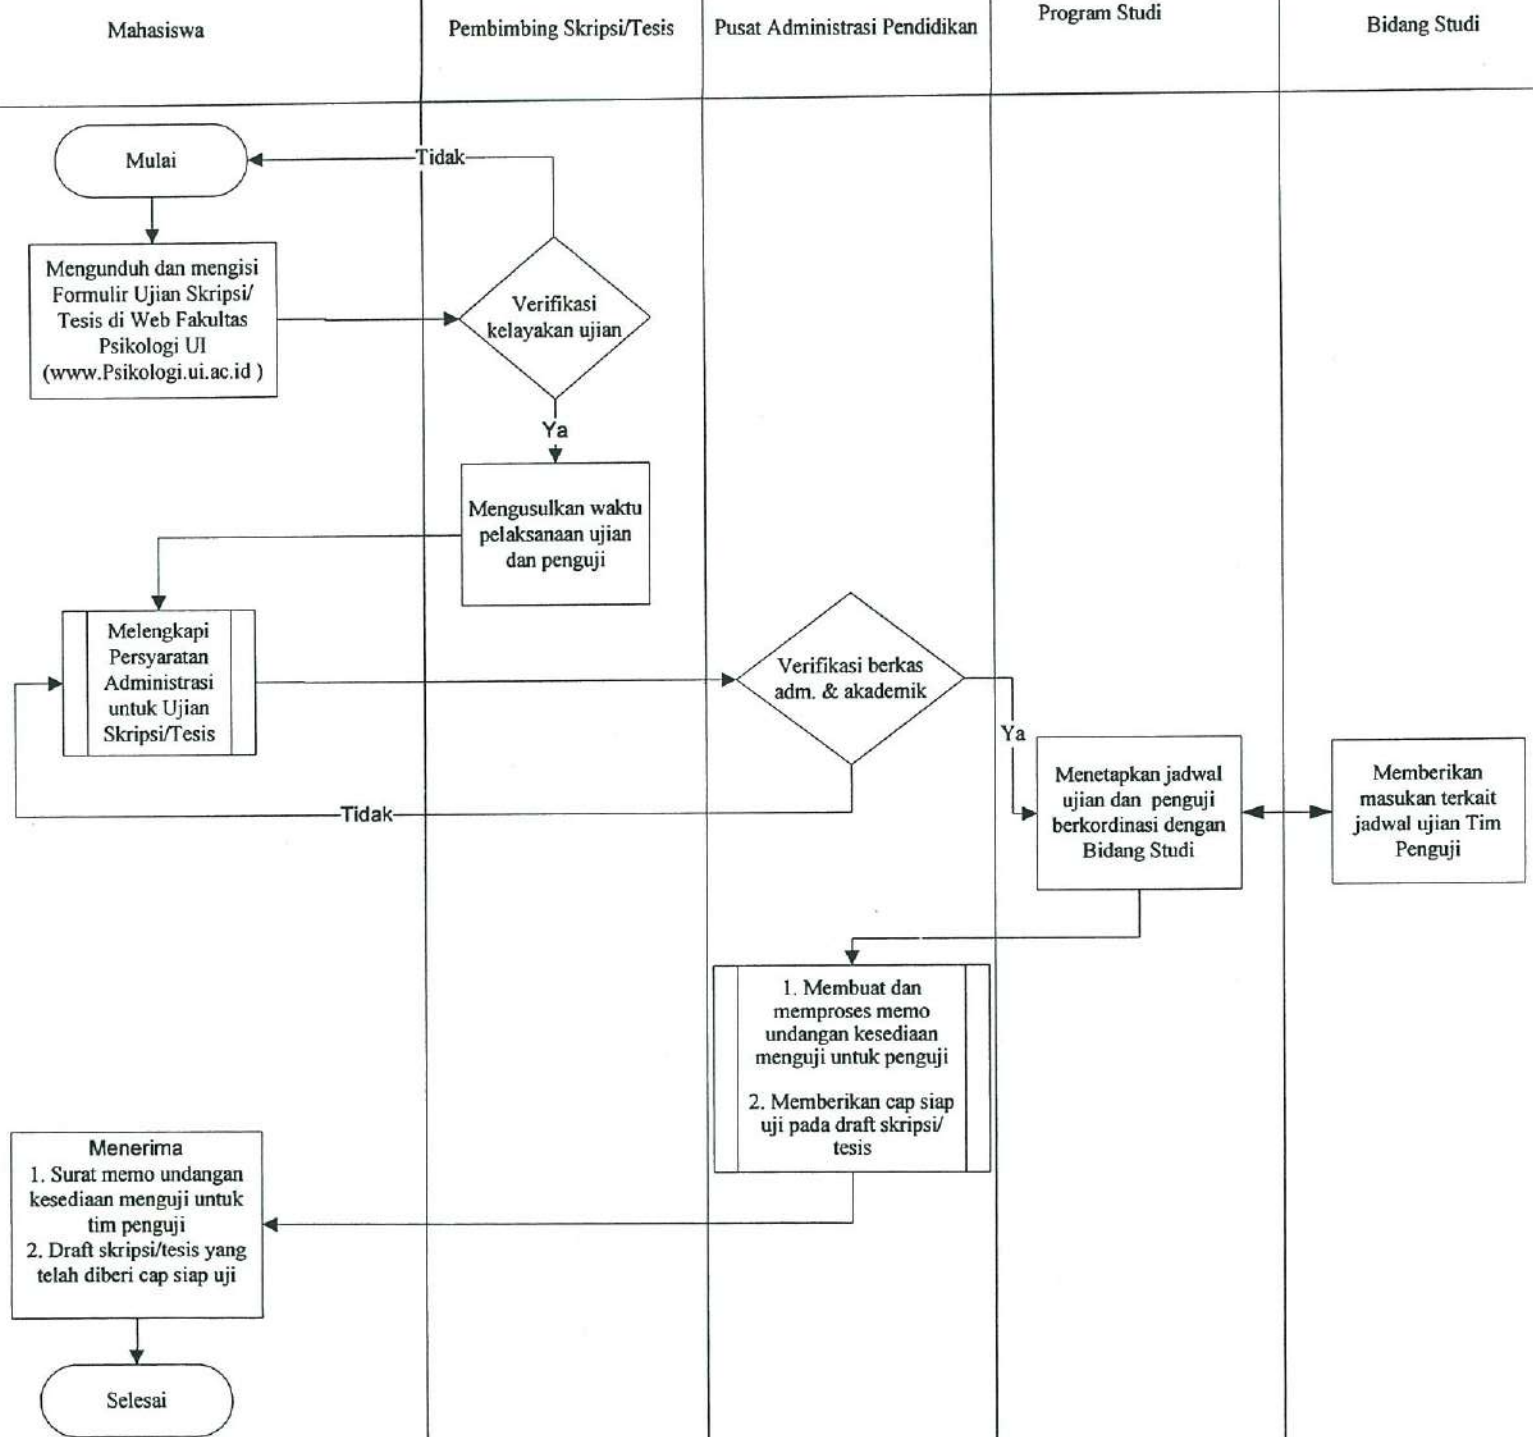 Mahasiswa
Pembimbing Skripsi/Tesis
Pusat Administrasi Pendidikan
Program Studi
Bidang Studi
Mulai
Tidak
Mengunduh dan mengisi
Formulir Ujian Skripsi/
Tesis di Web Fakultas
Psikologi UI
(www.Psikologi.ui.ac.id )
Verifikasi
kelayakan ujian
Ya
Mengusulkan waktu
pelaksanaan ujian
dan penguji
Melengkapi
Persyaratan
Administrasi
untuk Ujian
Skripsi/Tesis
Verifikasi berkas
adm. & akademik
Ya
Tidak
Menetapkan jadwal
ujian dan penguji
berkordinasi dengan
Bidang Studi
Memberikan
masukan terkait
jadwal ujian Tim
Penguji
1. Membuat dan
memproses memo
undangan kesediaan
menguji untuk penguji
2. Memberikan cap siap
uji pada draft skripsi/
tesis
Menerima
1. Surat memo undangan
kesediaan menguji untuk
tim penguji
2. Draft skripsi/tesis yang
telah diberi cap siap uji
Selesai